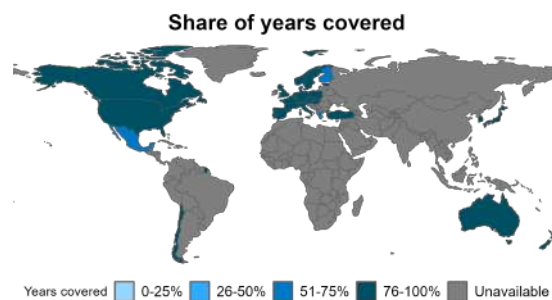 Share of years covered
Years covered 0-25% 26-50% 51-75% 76-100% Unavailable